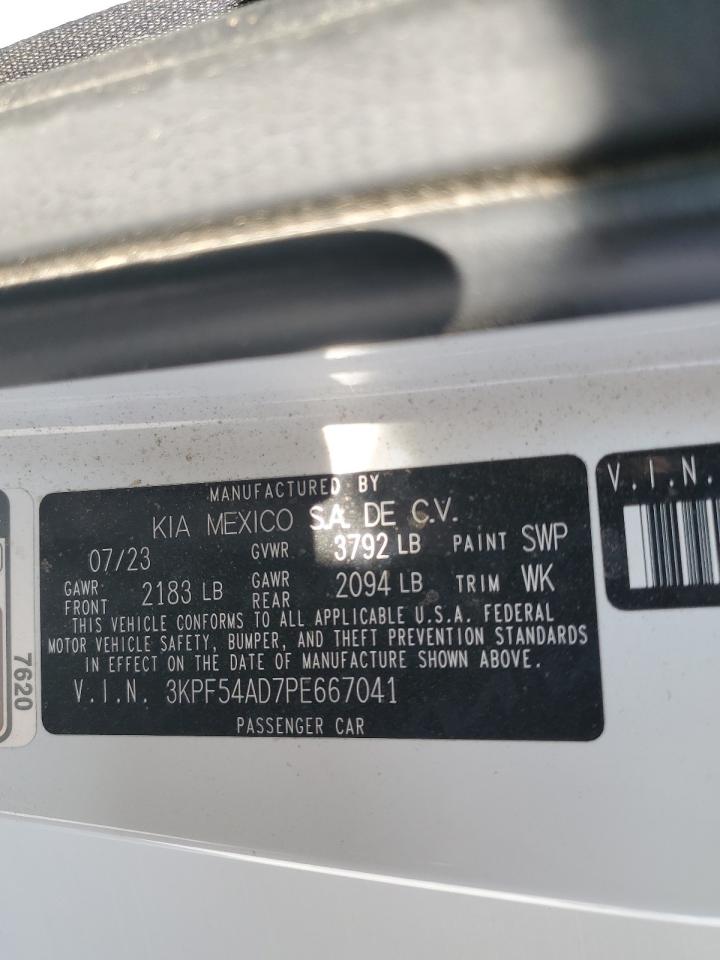 MANUFACTURED BY
KIA MEXICO S.A. DE C.V.
07/23 GVWR 3792 LB PAINT SWP
GAWR FRONT 2183 LB GAWR REAR 2094 LB TRIM WK
THIS VEHICLE CONFORMS TO ALL APPLICABLE U.S.A. FEDERAL
MOTOR VEHICLE SAFETY, BUMPER, AND THEFT PREVENTION STANDARDS
IN EFFECT ON THE DATE OF MANUFACTURE SHOWN ABOVE.
V.I.N. 3KPF54AD7PE667041
PASSENGER CAR
V.I.N.
7620